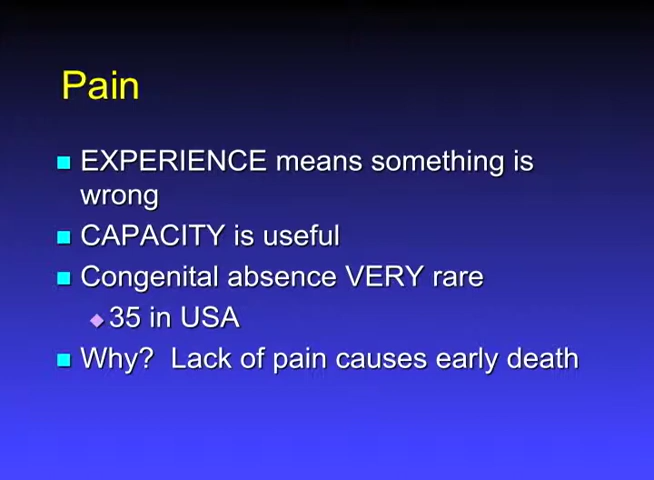 Pain
EXPERIENCE means something is
wrong
CAPACITY is useful
Congenital absence VERY rare
35 in USA
Why? Lack of pain causes early death